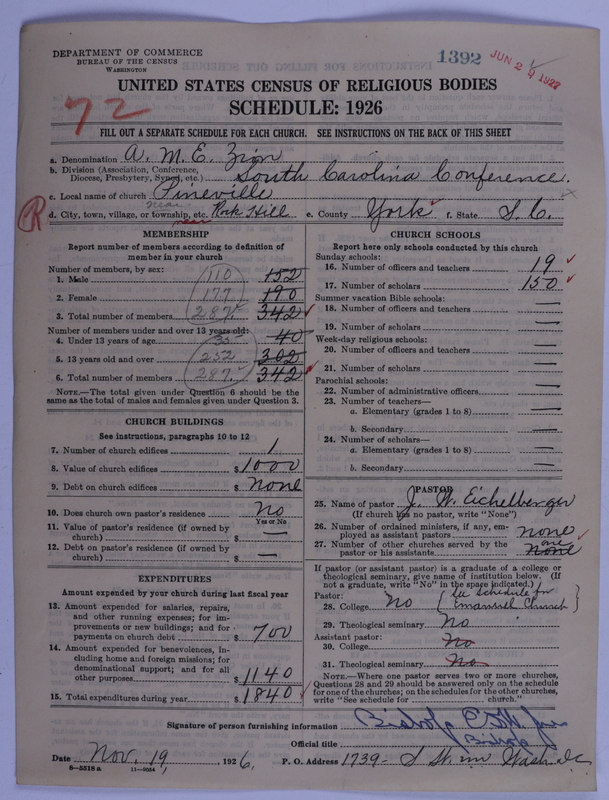 DEPARTMENT OF COMMERCE
BUREAU OF THE CENSUS
WASHINGTON
1392
JUN 2 1927
UNITED STATES CENSUS OF RELIGIOUS BODIES
SCHEDULE: 1926
72
FILL OUT A SEPARATE SCHEDULE FOR EACH CHURCH. SEE INSTRUCTIONS ON THE BACK OF THIS SHEET
a. Denomination A. M. E. Zion
b. Division (Association, Conference, Diocese, Presbytery, Synod, etc.) South Carolina Conference.
c. Local name of church Pineville
R
d. City, town, village, or township, etc. near Rock Hill e. County York f. State S. C.
MEMBERSHIP
Report number of members according to definition of member in your church
Number of members, by sex:
1. Male 110 152
2. Female 177 190
3. Total number of members 287 342
Number of members under and over 13 years old:
4. Under 13 years of age 35 40
5. 13 years old and over 252 302
6. Total number of members 287 342
NOTE.—The total given under Question 6 should be the same as the total of males and females given under Question 3.
CHURCH BUILDINGS
See instructions, paragraphs 10 to 12
7. Number of church edifices 1
8. Value of church edifices $ 1000
9. Debt on church edifices $ none
10. Does church own pastor's residence No
Yes or No
11. Value of pastor's residence (if owned by church) $ —
12. Debt on pastor's residence (if owned by church) $ —
EXPENDITURES
Amount expended by your church during last fiscal year
13. Amount expended for salaries, repairs, and other running expenses; for improvements or new buildings; and for payments on church debt $ 700
14. Amount expended for benevolences, including home and foreign missions; for denominational support; and for all other purposes $ 1140
15. Total expenditures during year $ 1840
CHURCH SCHOOLS
Report here only schools conducted by this church
Sunday schools:
16. Number of officers and teachers 19
17. Number of scholars 150
Summer vacation Bible schools:
18. Number of officers and teachers —
19. Number of scholars —
Week-day religious schools:
20. Number of officers and teachers —
21. Number of scholars —
Parochial schools:
22. Number of administrative officers —
23. Number of teachers—
a. Elementary (grades 1 to 8) —
b. Secondary —
24. Number of scholars—
a. Elementary (grades 1 to 8) —
b. Secondary —
PASTOR
25. Name of pastor J. W. Eichelberger
(If church has no pastor, write "None")
26. Number of ordained ministers, if any, employed as assistant pastors none
27. Number of other churches served by the pastor or his assistants one none
If pastor (or assistant pastor) is a graduate of a college or theological seminary, give name of institution below. (If not a graduate, write "No" in the space indicated.)
Pastor:
28. College No (See schedule for Emanuel Church)
29. Theological seminary No
Assistant pastor:
30. College No
31. Theological seminary No
NOTE.—Where one pastor serves two or more churches, Questions 28 and 29 should be answered only on the schedule for one of the churches; on the schedules for the other churches, write "See schedule for church."
Signature of person furnishing information Bishop
Official title Bishop
Date Nov. 19, 1926. P. O. Address 1739- S St. nw Wash. dc
8—5518a 11—9054